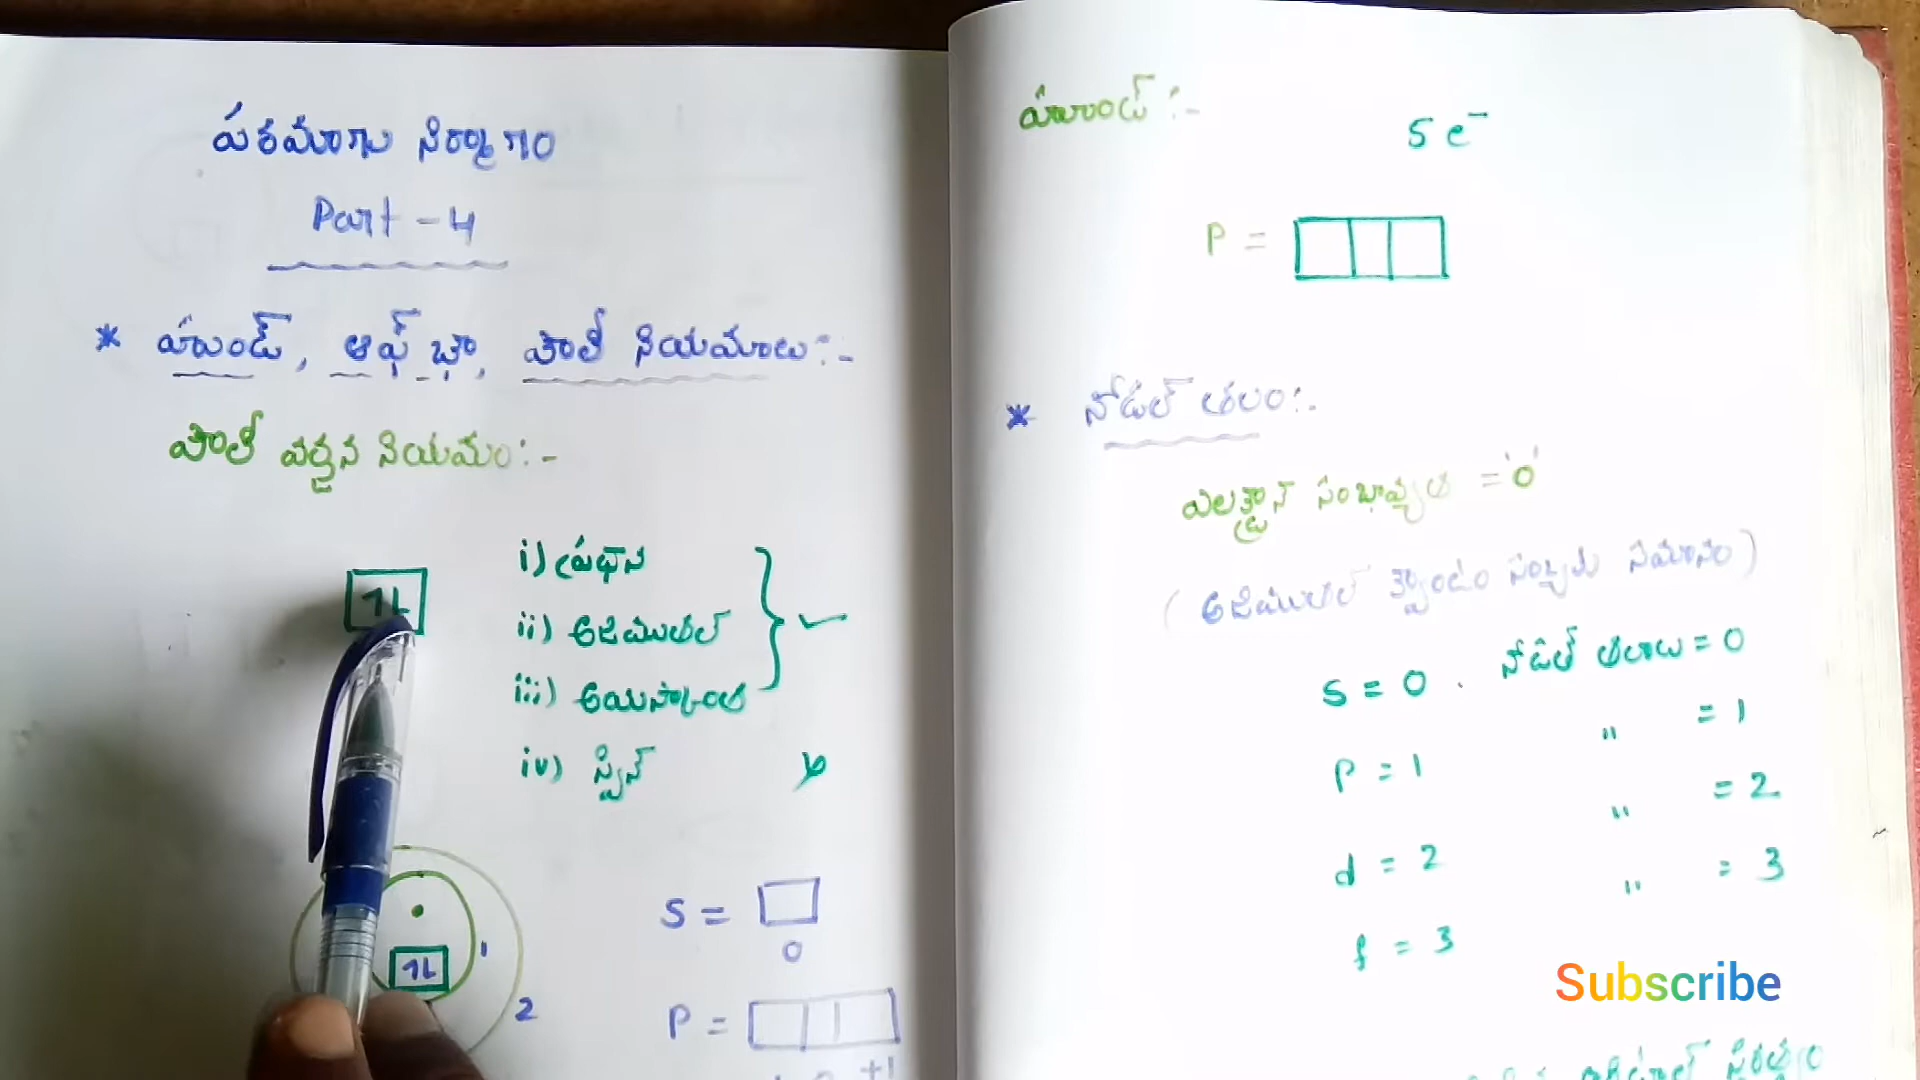 పరమాణు నిర్మాణం
Part - 4
* హుండ్, ఆఫ్ బా, పౌలీ నియమాలు :-
పౌలీ వర్జన నియమం :-
i) ప్రధాన
ii) అజిముతల్
iii) అయస్కాంత
iv) స్పిన్
↿⇂
↿⇂
1
2
S =
0
P =
+1
హుండ్ :-
5 e⁻
P =
* నోడల్ తలం :-
ఎలక్ట్రాన్ సంభావ్యత = '0'
( అజిముతల్ క్వాంటం సంఖ్యకు సమానం )
S = 0 . నోడల్ తలాలు = 0
P = 1 " = 1
d = 2 " = 2
f = 3 " = 3
Subscribe